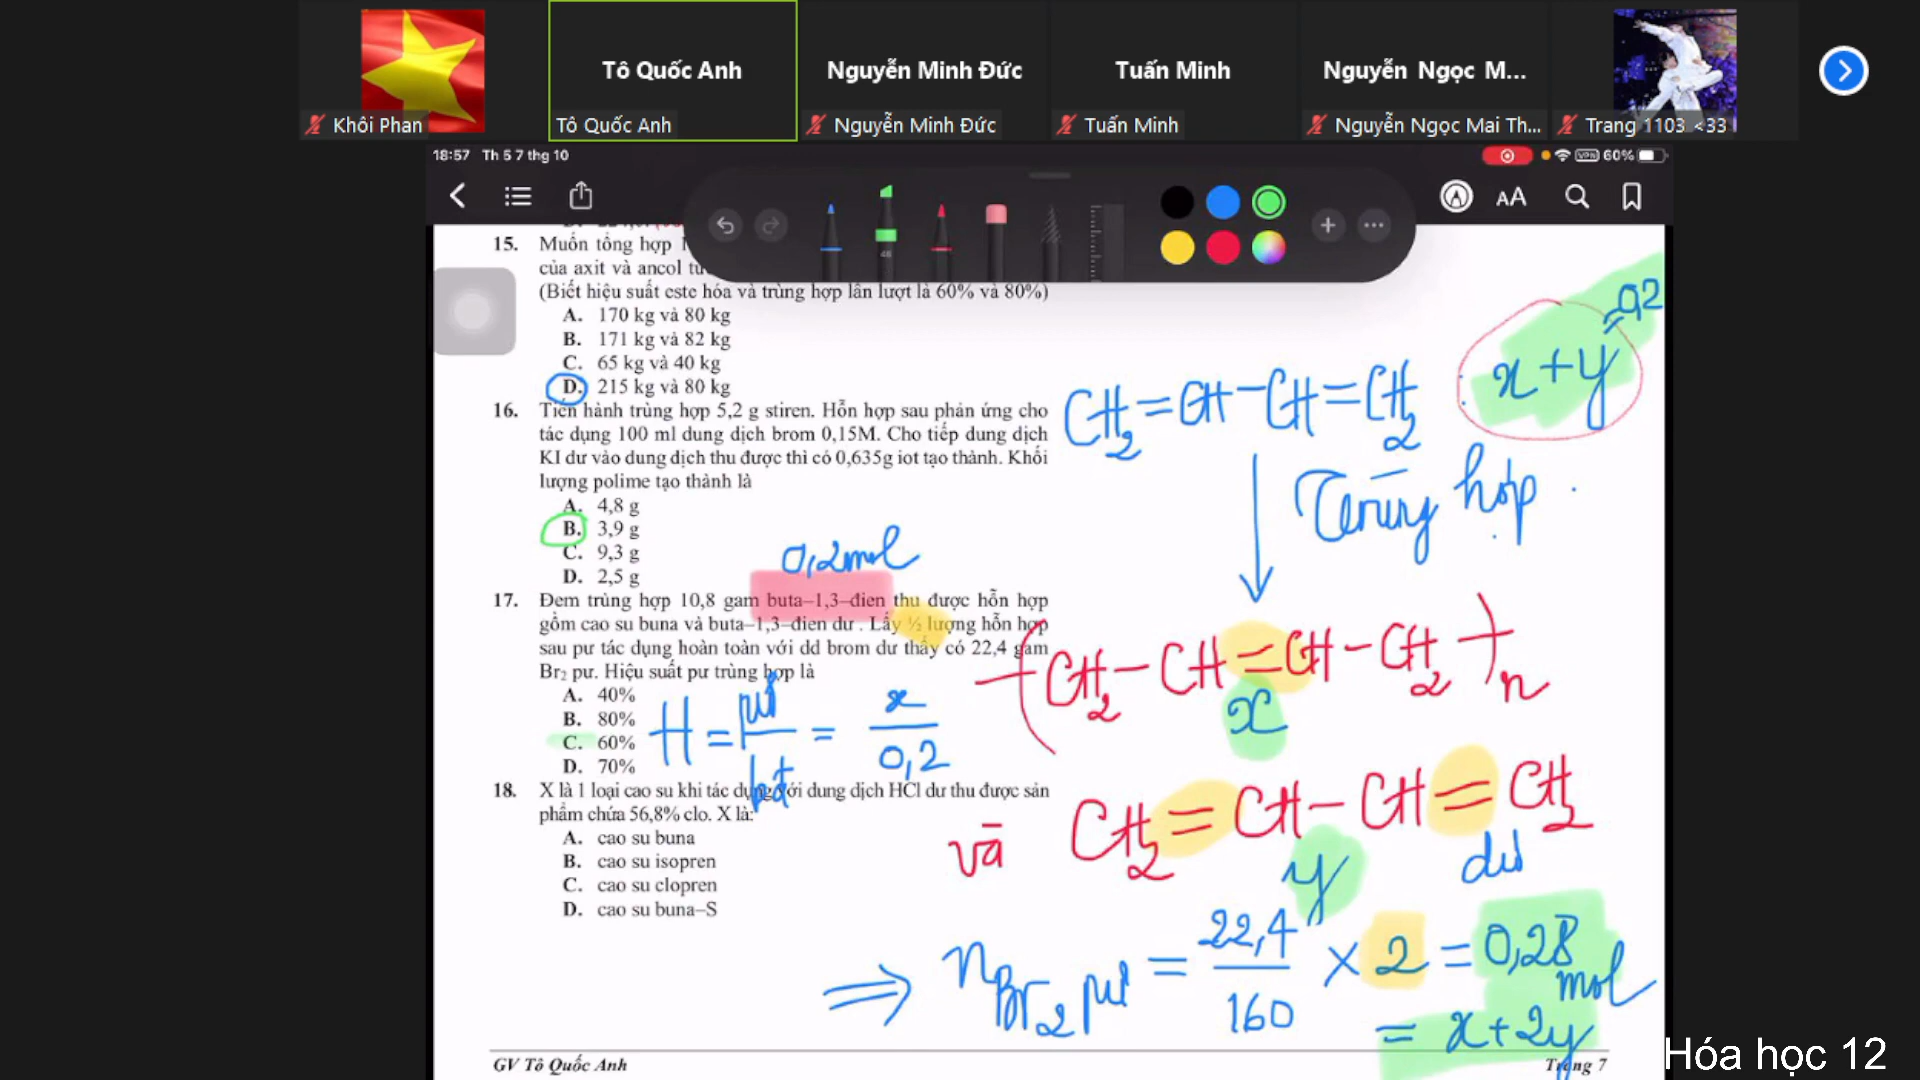 Tô Quốc Anh
Nguyễn Minh Đức
Tuấn Minh
Nguyễn Ngọc M...
Khôi Phan
Tô Quốc Anh
Nguyễn Minh Đức
Tuấn Minh
Nguyễn Ngọc Mai Th...
Trang 1103 <33
18:57 Th 5 7 thg 10
VPN 60%
AA
48
15. Muốn tổng hợp
của axit và ancol
(Biết hiệu suất este hóa và trùng hợp lần lượt là 60% và 80%)
A. 170 kg và 80 kg
B. 171 kg và 82 kg
C. 65 kg và 40 kg
D. 215 kg và 80 kg
16. Tiến hành trùng hợp 5,2 g stiren. Hỗn hợp sau phản ứng cho
tác dụng 100 ml dung dịch brom 0,15M. Cho tiếp dung dịch
KI dư vào dung dịch thu được thì có 0,635g iot tạo thành. Khối
lượng polime tạo thành là
A. 4,8 g
B. 3,9 g
C. 9,3 g
D. 2,5 g
0,2mol
17. Đem trùng hợp 10,8 gam buta–1,3–đien thu được hỗn hợp
gồm cao su buna và buta–1,3–đien dư . Lấy ½ lượng hỗn hợp
sau pư tác dụng hoàn toàn với dd brom dư thấy có 22,4 gam
Br₂ pư. Hiệu suất pư trùng hợp là
A. 40%
B. 80%
C. 60%
D. 70%
H = pư/bđ = x/0,2
18. X là 1 loại cao su khi tác dụng với dung dịch HCl dư thu được sản
phẩm chứa 56,8% clo. X là:
A. cao su buna
B. cao su isopren
C. cao su clopren
D. cao su buna–S
CH₂=CH–CH=CH₂ : x+y = 0,2
Trùng hợp
(CH₂–CH=CH–CH₂)n
x
và CH₂=CH–CH=CH₂
y dư
⇒ nBr₂ pư = 22,4/160 × 2 = 0,28 mol
= x+2y
GV Tô Quốc Anh
Trang 7
Hóa học 12